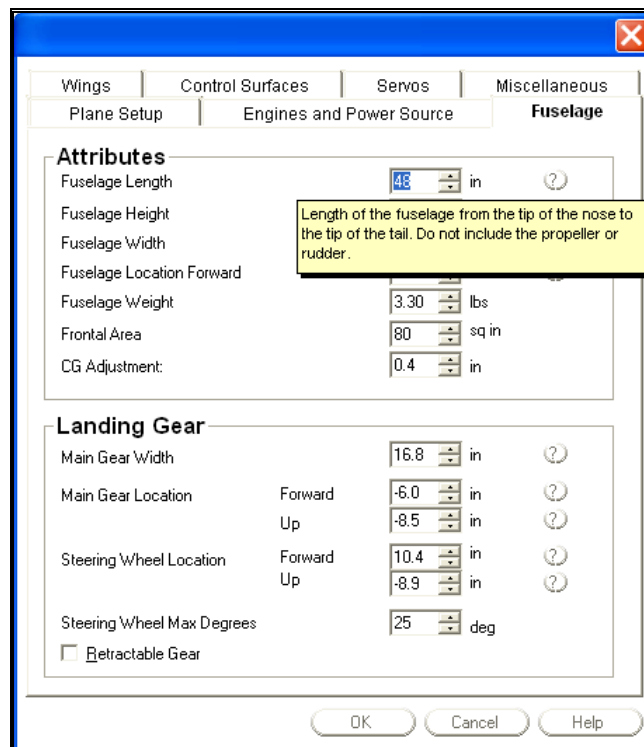 Wings Control Surfaces Servos Miscellaneous
Plane Setup Engines and Power Source Fuselage
Attributes
Fuselage Length 48 in ?
Fuselage Height
Length of the fuselage from the tip of the nose to
the tip of the tail. Do not include the propeller or
rudder.
Fuselage Width
Fuselage Location Forward
Fuselage Weight 3.30 lbs
Frontal Area 80 sq in
CG Adjustment: 0.4 in
Landing Gear
Main Gear Width 16.8 in ?
Main Gear Location Forward -6.0 in ?
Up -8.5 in ?
Steering Wheel Location Forward 10.4 in ?
Up -8.9 in ?
Steering Wheel Max Degrees 25 deg
Retractable Gear
OK Cancel Help